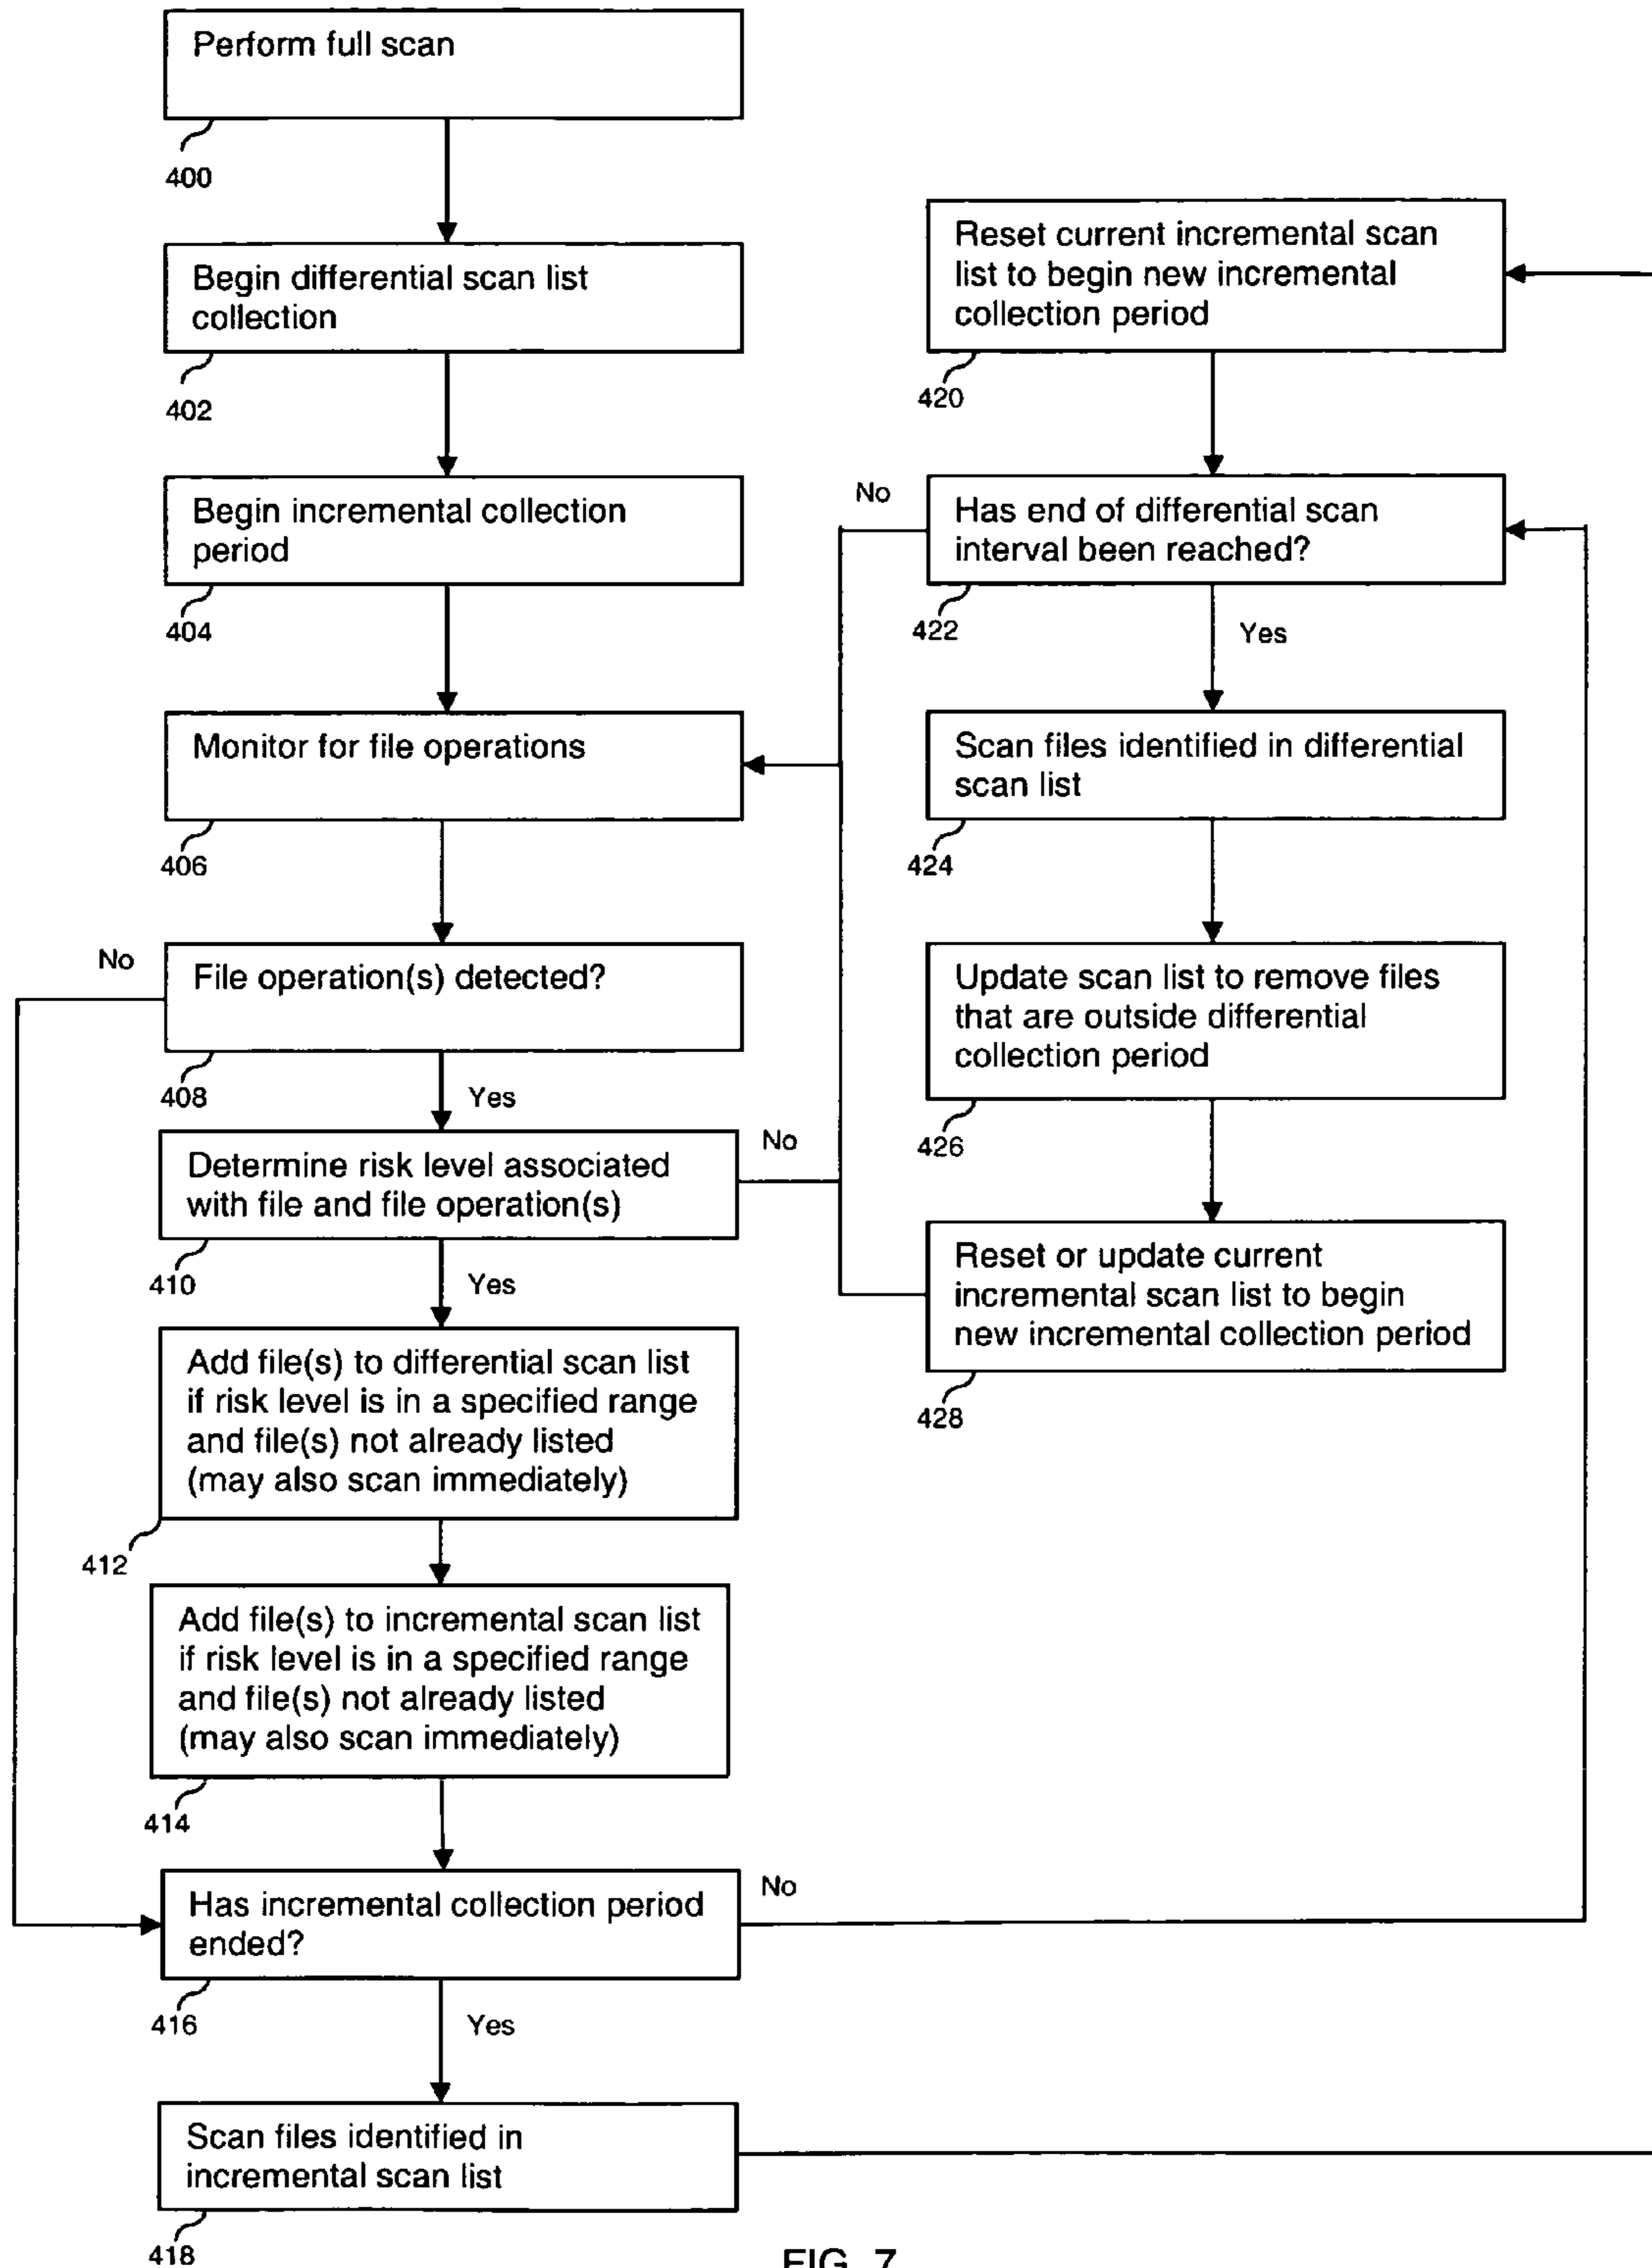 Perform full scan
400
Begin differential scan list
collection
402
Begin incremental collection
period
404
Monitor for file operations
406
No
File operation(s) detected?
408
Yes
Determine risk level associated
with file and file operation(s)
No
410
Yes
Add file(s) to differential scan list
if risk level is in a specified range
and file(s) not already listed
(may also scan immediately)
412
Add file(s) to incremental scan list
if risk level is in a specified range
and file(s) not already listed
(may also scan immediately)
414
Has incremental collection period
ended?
No
416
Yes
Scan files identified in
incremental scan list
418
Reset current incremental scan
list to begin new incremental
collection period
420
No
Has end of differential scan
interval been reached?
422
Yes
Scan files identified in differential
scan list
424
Update scan list to remove files
that are outside differential
collection period
426
Reset or update current
incremental scan list to begin
new incremental collection period
428
FIG. 7